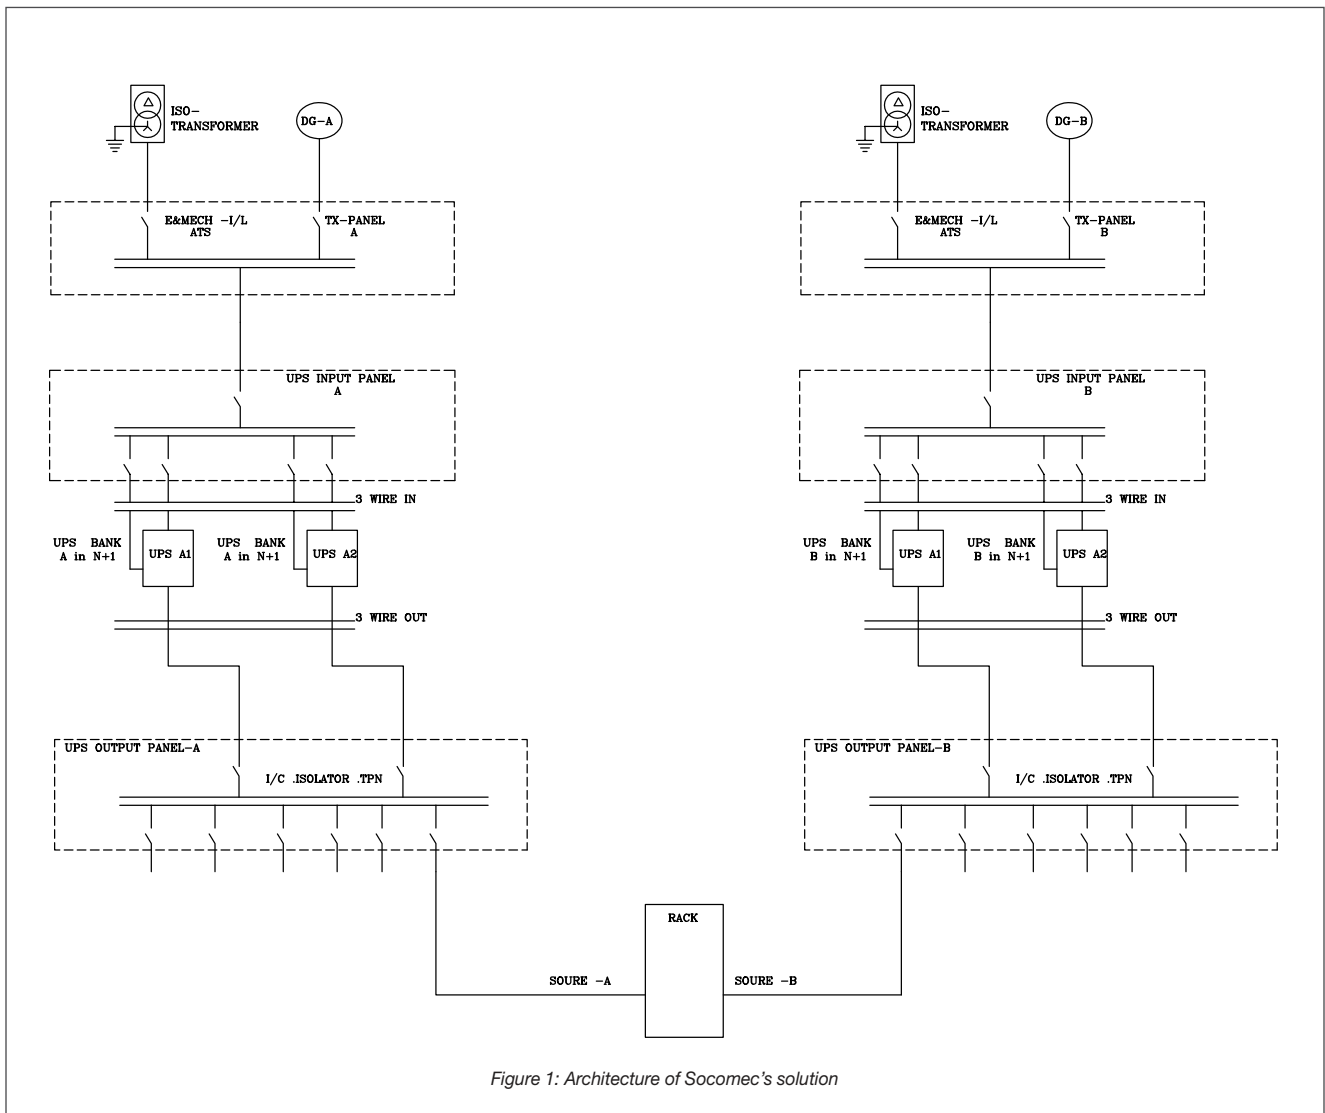 ISO-
TRANSFORMER
DG-A
ISO-
TRANSFORMER
DG-B
E&MECH -I/L
ATS
TX-PANEL
A
E&MECH -I/L
ATS
TX-PANEL
B
UPS INPUT PANEL
A
UPS INPUT PANEL
B
3 WIRE IN
3 WIRE IN
UPS BANK
A in N+1
UPS A1
UPS BANK
A in N+1
UPS A2
UPS BANK
B in N+1
UPS A1
UPS BANK
B in N+1
UPS A2
3 WIRE OUT
3 WIRE OUT
UPS OUTPUT PANEL-A
I/C .ISOLATOR .TPN
UPS OUTPUT PANEL-B
I/C .ISOLATOR .TPN
RACK
SOURE -A
SOURE -B
Figure 1: Architecture of Socomec's solution